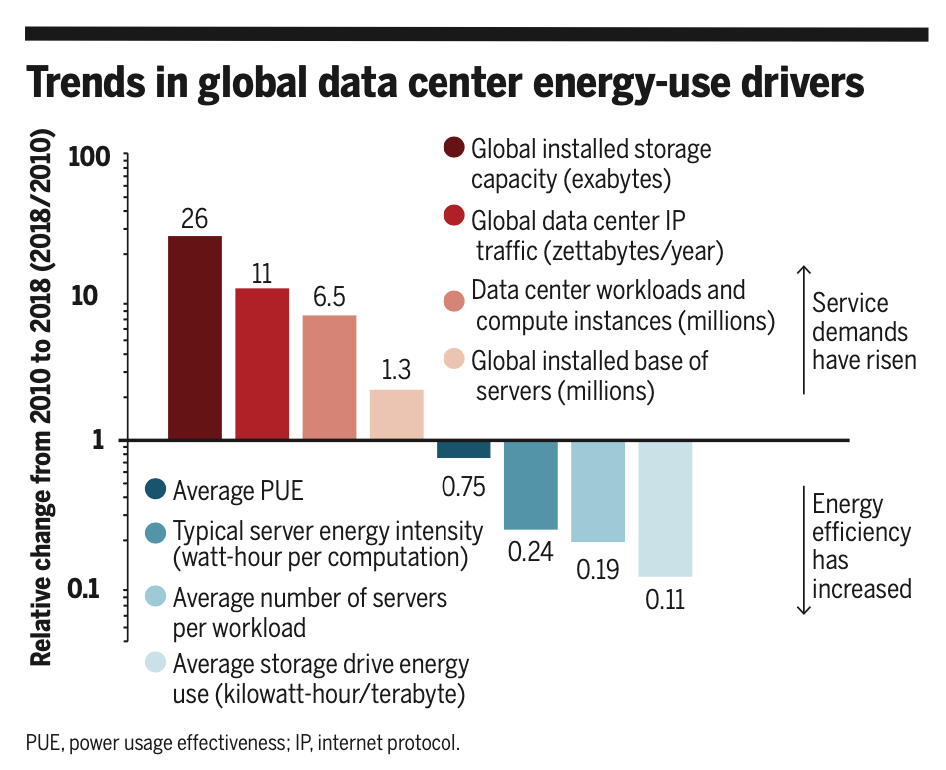 Trends in global data center energy-use drivers
Relative change from 2010 to 2018 (2018/2010)
100
10
1
0.1
26
11
6.5
1.3
Global installed storage
capacity (exabytes)
Global data center IP
traffic (zettabytes/year)
Data center workloads and
compute instances (millions)
Global installed base of
servers (millions)
Service
demands
have risen
0.75
0.24
0.19
0.11
Average PUE
Typical server energy intensity
(watt-hour per computation)
Average number of servers
per workload
Average storage drive energy
use (kilowatt-hour/terabyte)
Energy
efficiency
has
increased
PUE, power usage effectiveness; IP, internet protocol.